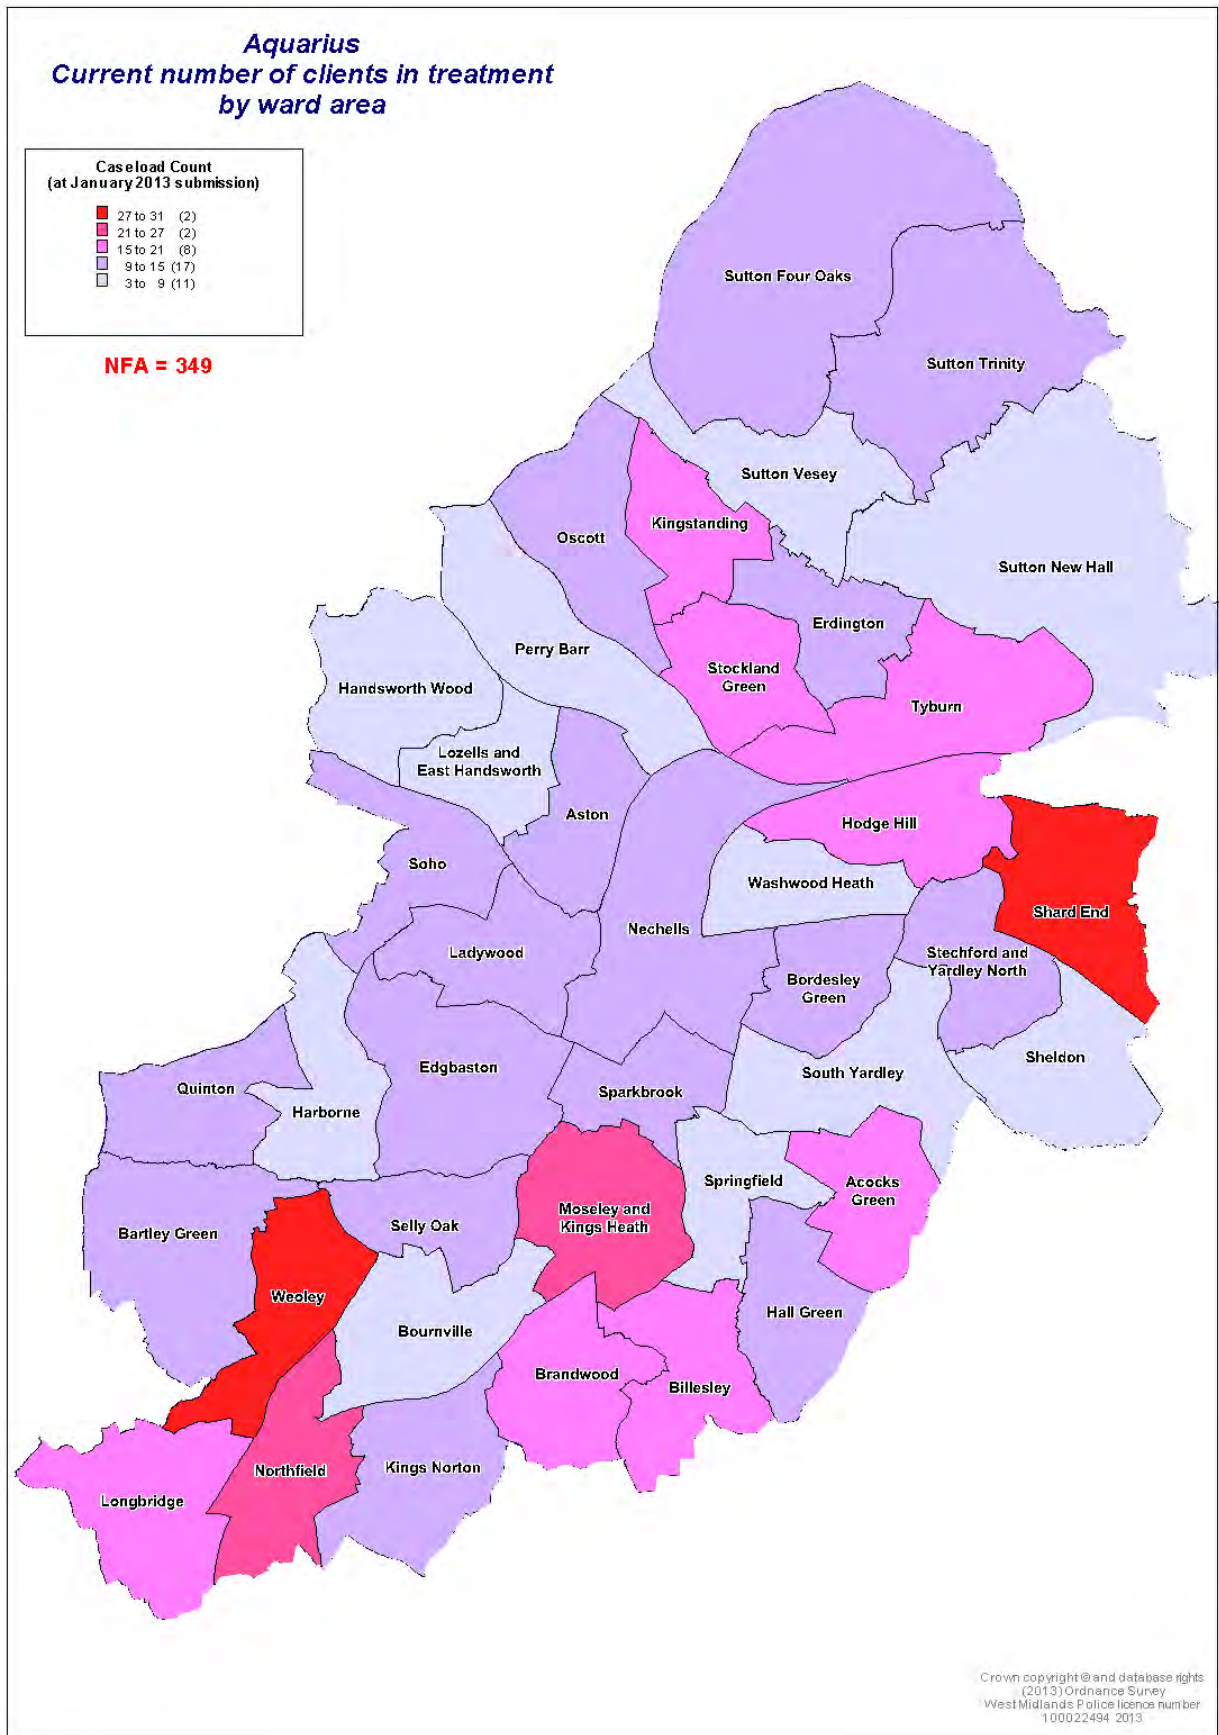 Aquarius
Current number of clients in treatment
by ward area
Caseload Count
(at January 2013 submission)
27 to 31 (2)
21 to 27 (2)
15 to 21 (8)
9 to 15 (17)
3 to 9 (11)
NFA = 349
Sutton Four Oaks
Sutton Trinity
Sutton Vesey
Kingstanding
Oscott
Sutton New Hall
Erdington
Perry Barr
Stockland
Green
Handsworth Wood
Tyburn
Lozells and
East Handsworth
Aston
Hodge Hill
Soho
Washwood Heath
Shard End
Nechells
Ladywood
Stechford and
Yardley North
Bordesley
Green
Sheldon
Edgbaston
South Yardley
Quinton
Sparkbrook
Harborne
Springfield
Acocks
Green
Moseley and
Kings Heath
Selly Oak
Bartley Green
Weoley
Hall Green
Bournville
Brandwood
Billesley
Kings Norton
Northfield
Longbridge
Crown copyright © and database rights
(2013) Ordnance Survey
West Midlands Police licence number
100022494 2013